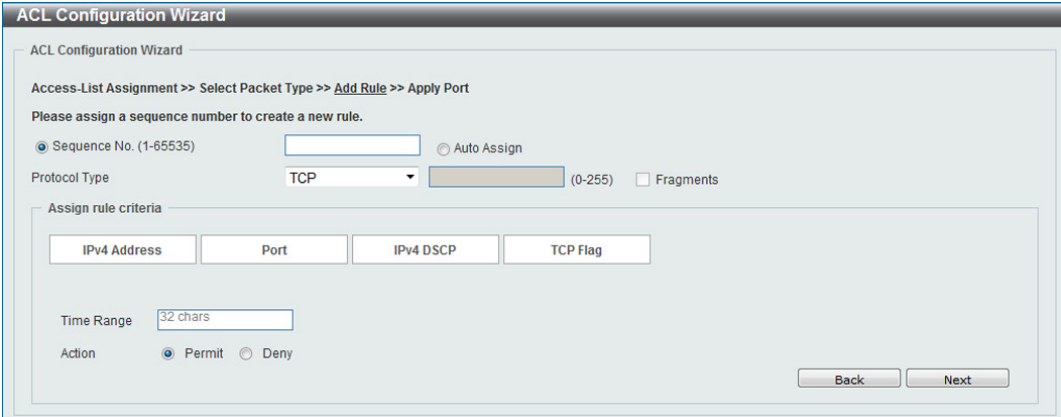 ACL Configuration Wizard
ACL Configuration Wizard
Access-List Assignment >> Select Packet Type >> Add Rule >> Apply Port
Please assign a sequence number to create a new rule.
Sequence No. (1-65535) Auto Assign
Protocol Type TCP (0-255) Fragments
Assign rule criteria
IPv4 Address Port IPv4 DSCP TCP Flag
Time Range 32 chars
Action Permit Deny
Back Next